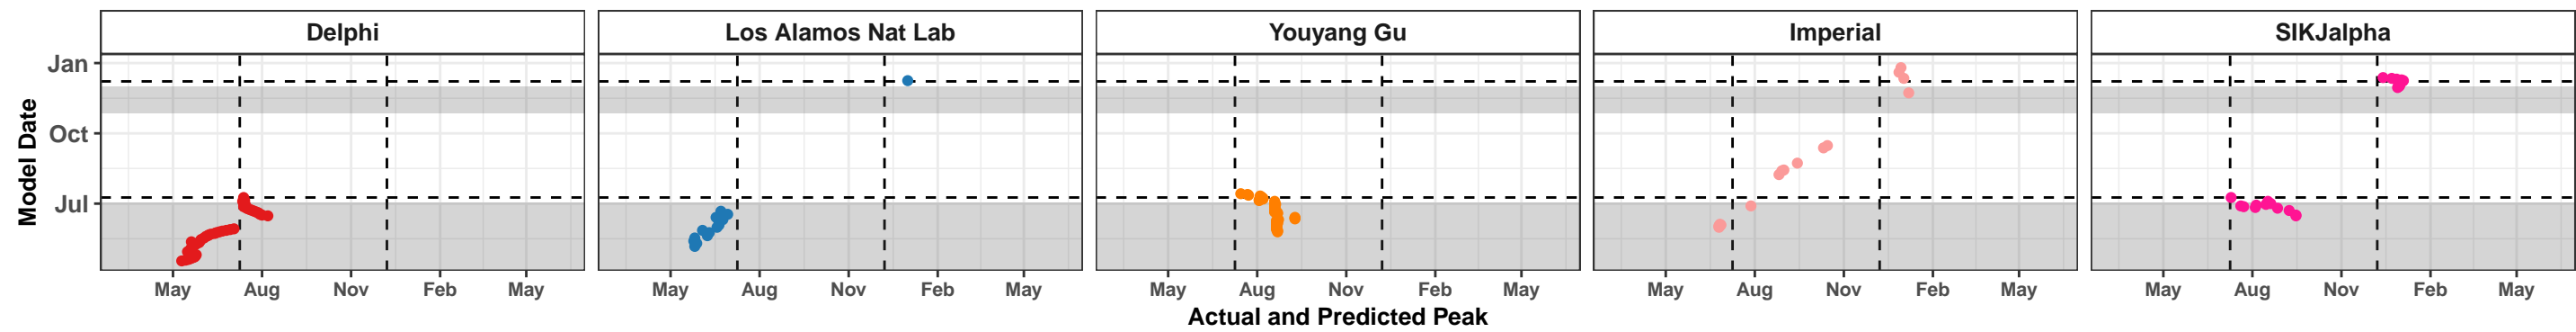 Delphi
Los Alamos Nat Lab
Youyang Gu
Imperial
SIKJalpha
Jan
Oct
Jul
Model Date
May Aug Nov Feb May
May Aug Nov Feb May
May Aug Nov Feb May
May Aug Nov Feb May
May Aug Nov Feb May
Actual and Predicted Peak